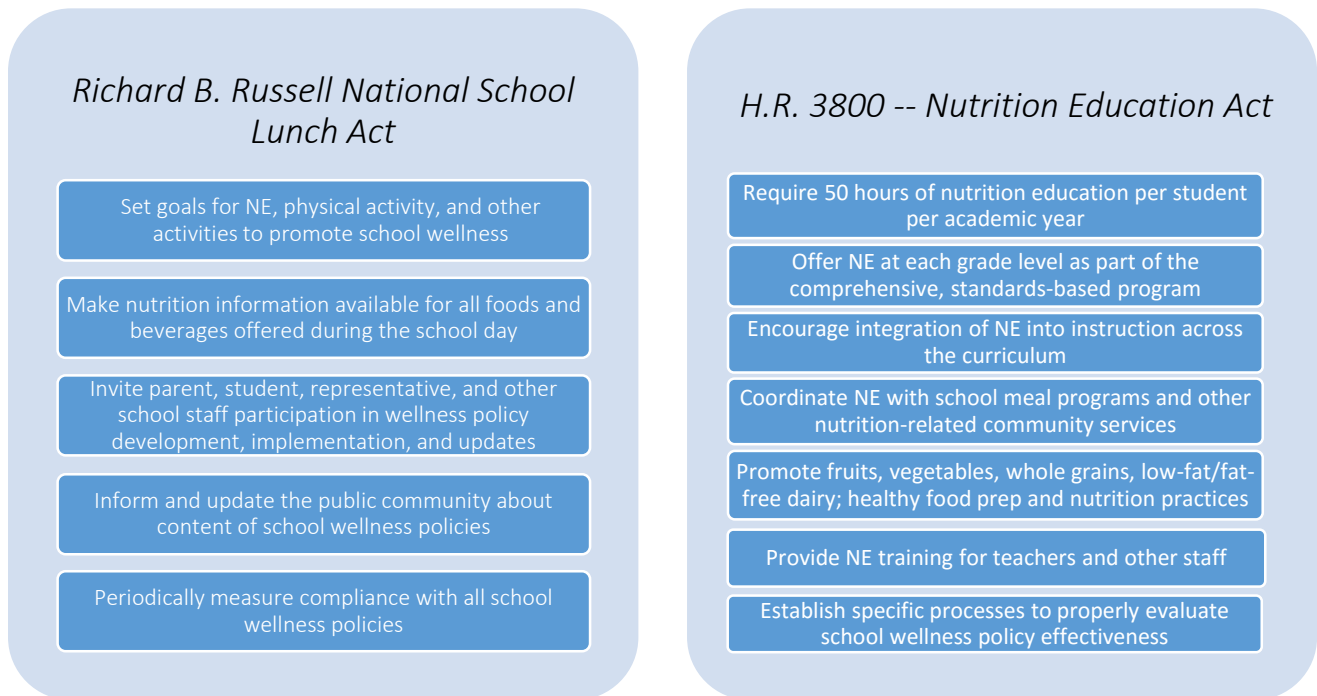 Richard B. Russell National School
Lunch Act
Set goals for NE, physical activity, and other
activities to promote school wellness
Make nutrition information available for all foods and
beverages offered during the school day
Invite parent, student, representative, and other
school staff participation in wellness policy
development, implementation, and updates
Inform and update the public community about
content of school wellness policies
Periodically measure compliance with all school
wellness policies
H.R. 3800 -- Nutrition Education Act
Require 50 hours of nutrition education per student
per academic year
Offer NE at each grade level as part of the
comprehensive, standards-based program
Encourage integration of NE into instruction across
the curriculum
Coordinate NE with school meal programs and other
nutrition-related community services
Promote fruits, vegetables, whole grains, low-fat/fat-
free dairy; healthy food prep and nutrition practices
Provide NE training for teachers and other staff
Establish specific processes to properly evaluate
school wellness policy effectiveness